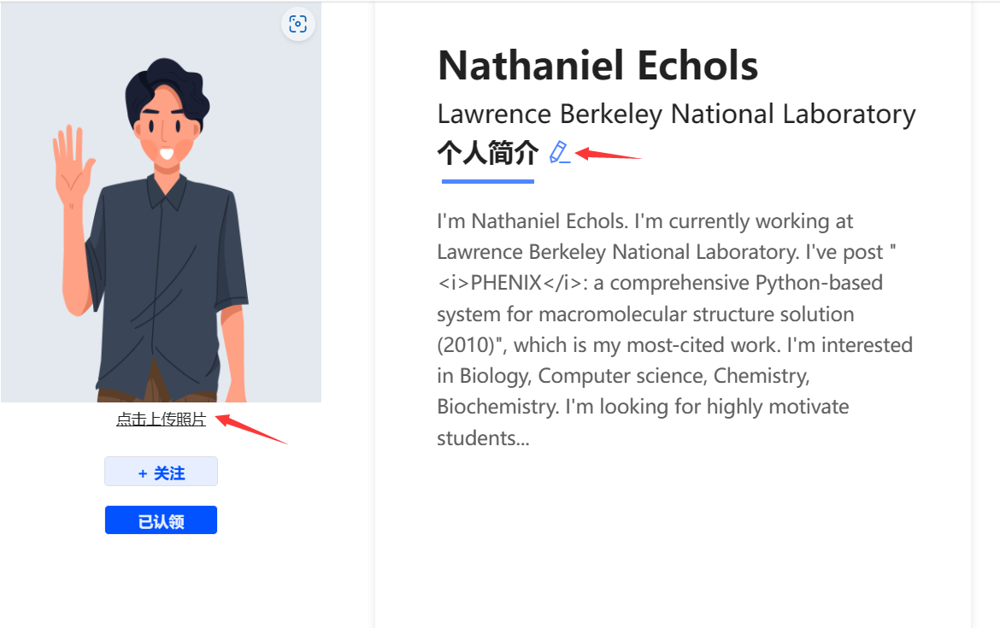 Nathaniel Echols
Lawrence Berkeley National Laboratory
个人简介
I'm Nathaniel Echols. I'm currently working at
Lawrence Berkeley National Laboratory. I've post "
<i>PHENIX</i>: a comprehensive Python-based
system for macromolecular structure solution
(2010)", which is my most-cited work. I'm interested
in Biology, Computer science, Chemistry,
Biochemistry. I'm looking for highly motivate
students...
点击上传照片
+ 关注
已认领